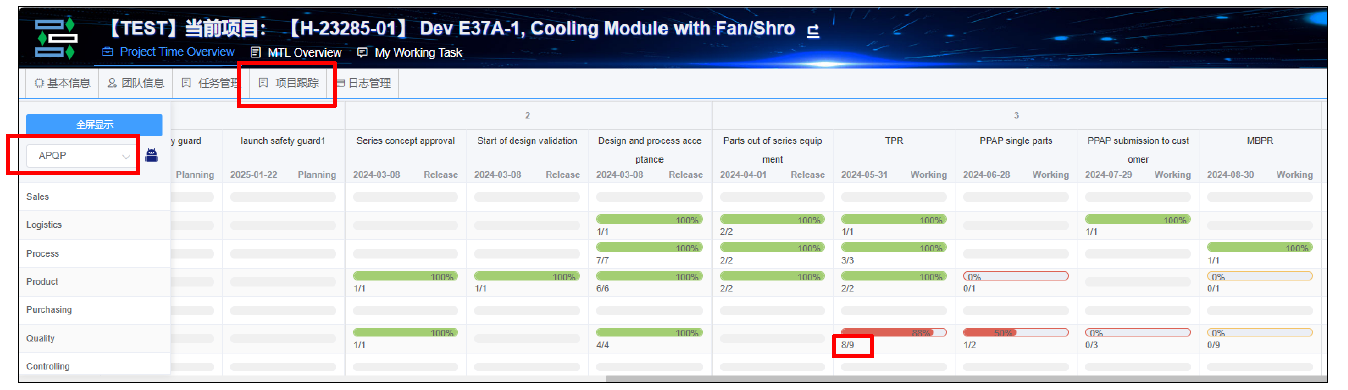 【TEST】当前项目： 【H-23285-01】 Dev E37A-1, Cooling Module with Fan/Shro
Project Time Overview MTL Overview My Working Task
基本信息 团队信息 任务管理 项目跟踪 日志管理
全屏显示 2 3
APQP
y guard launch safety guard1 Series concept approval Start of design validation Design and process acce Parts out of series equip TPR PPAP single parts PPAP submission to cust MBPR
ptance ment omer
Planning 2025-01-22 Planning 2024-03-08 Release 2024-03-08 Release 2024-03-08 Release 2024-04-01 Release 2024-05-31 Working 2024-06-28 Working 2024-07-29 Working 2024-08-30 Working
Sales
Logistics 100% 100% 100% 100%
1/1 2/2 1/1 1/1
Process 100% 100% 100% 100%
7/7 2/2 3/3 1/1
Product 100% 100% 100% 100% 100% 0% 0%
1/1 1/1 6/6 2/2 2/2 0/1 0/1
Purchasing
Quality 100% 100% 88% 50% 0% 0%
1/1 4/4 8/9 1/2 0/3 0/9
Controlling